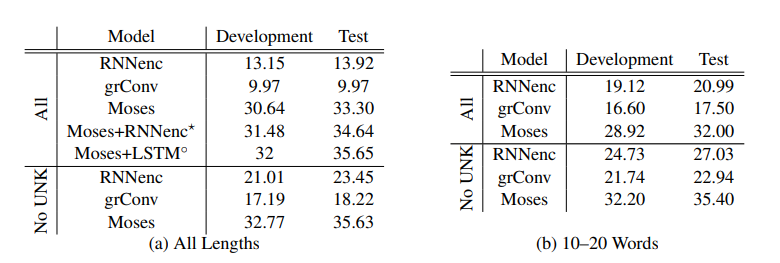 Model Development Test
All
RNNenc 13.15 13.92
grConv 9.97 9.97
Moses 30.64 33.30
Moses+RNNenc⋆ 31.48 34.64
Moses+LSTM◦ 32 35.65
No UNK
RNNenc 21.01 23.45
grConv 17.19 18.22
Moses 32.77 35.63
(a) All Lengths
Model Development Test
All
RNNenc 19.12 20.99
grConv 16.60 17.50
Moses 28.92 32.00
No UNK
RNNenc 24.73 27.03
grConv 21.74 22.94
Moses 32.20 35.40
(b) 10–20 Words